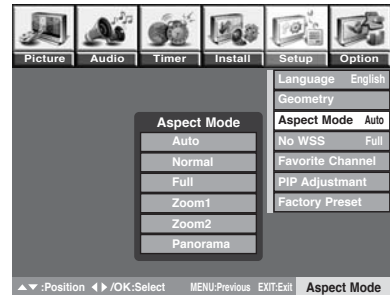 Picture Audio Timer Install Setup Option
Language English
Geometry
Aspect Mode Auto
No WSS Full
Favorite Channel
PIP Adjustmant
Factory Preset
Aspect Mode
Auto
Normal
Full
Zoom1
Zoom2
Panorama
▲▼ :Position ◀ ▶ /OK:Select MENU:Previous EXIT:Exit Aspect Mode